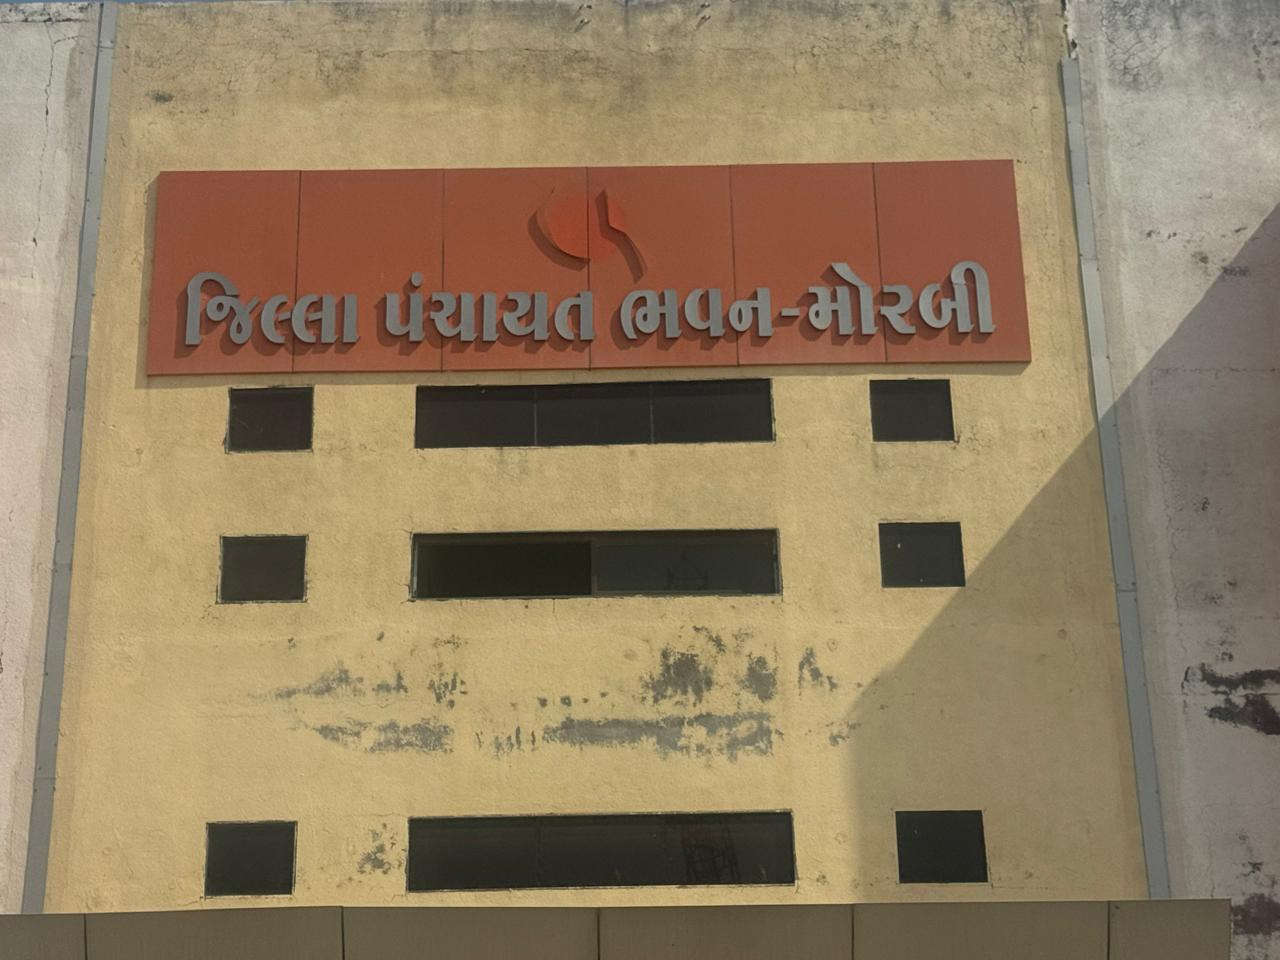 જિલ્લા પંચાયત ભવન-મોરબી